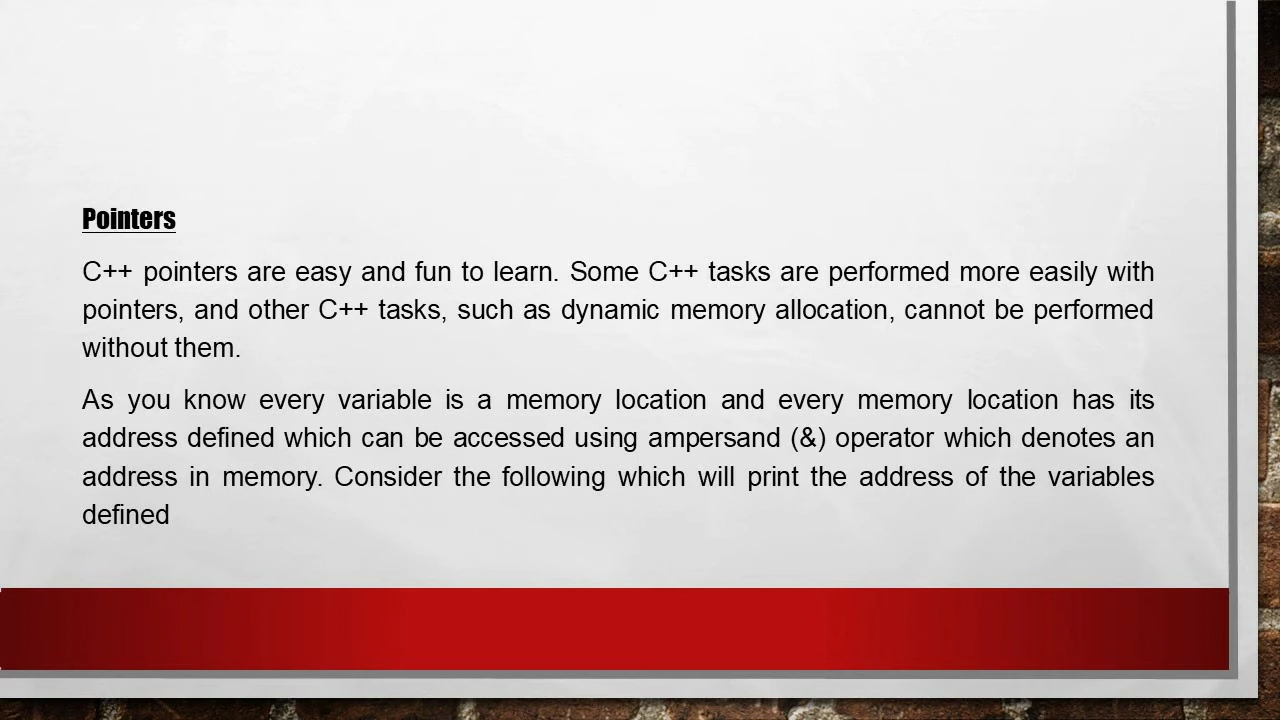 Pointers
C++ pointers are easy and fun to learn. Some C++ tasks are performed more easily with
pointers, and other C++ tasks, such as dynamic memory allocation, cannot be performed
without them.
As you know every variable is a memory location and every memory location has its
address defined which can be accessed using ampersand (&) operator which denotes an
address in memory. Consider the following which will print the address of the variables
defined